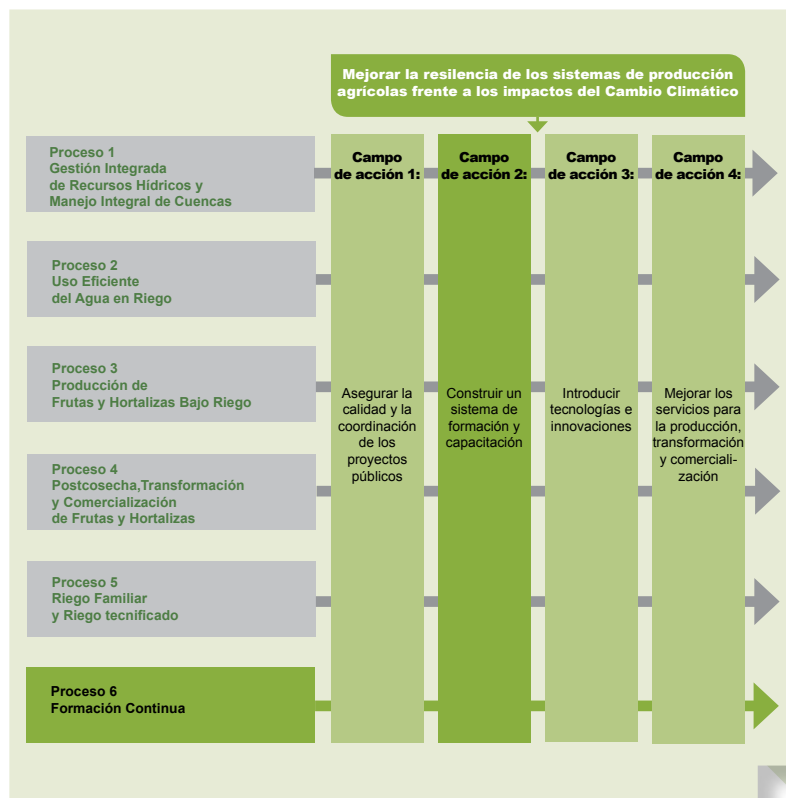 Mejorar la resilencia de los sistemas de producción
agrícolas frente a los impactos del Cambio Climático
Proceso 1
Gestión Integrada
de Recursos Hídricos y
Manejo Integral de Cuencas
Proceso 2
Uso Eficiente
del Agua en Riego
Proceso 3
Producción de
Frutas y Hortalizas Bajo Riego
Proceso 4
Postcosecha,Transformación
y Comercialización
de Frutas y Hortalizas
Proceso 5
Riego Familiar
y Riego tecnificado
Proceso 6
Formación Continua
Campo
de acción 1:
Asegurar la
calidad y la
coordinación
de los
proyectos
públicos
Campo
de acción 2:
Construir un
sistema de
formación y
capacitación
Campo
de acción 3:
Introducir
tecnologías e
innovaciones
Campo
de acción 4:
Mejorar los
servicios para
la producción,
transformación
y comerciali-
zación